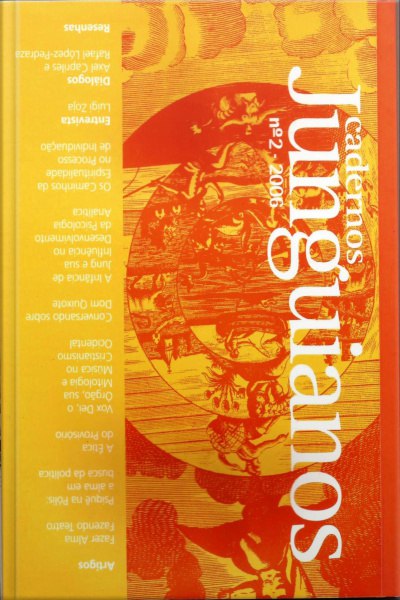 cadernos
Junguianos
nº2 - 2006
Artigos
Fazer Alma
Fazendo Teatro
Psiquê na Pólis:
a alma em
busca da política
A Ética
do Provisório
Vox Dei, o
Orgão, sua
Mitologia e
Música no
Cristianismo
Ocidental
Conversando sobre
Dom Quixote
A Infância de
Jung e sua
Influência no
Desenvolvimento
da Psicologia
Analítica
Os Caminhos da
Espiritualidade
no Processo
de Individuação
Entrevista
Luigi Zoja
Diálogos
Axel Capriles e
Rafael López-Pedraza
Resenhas